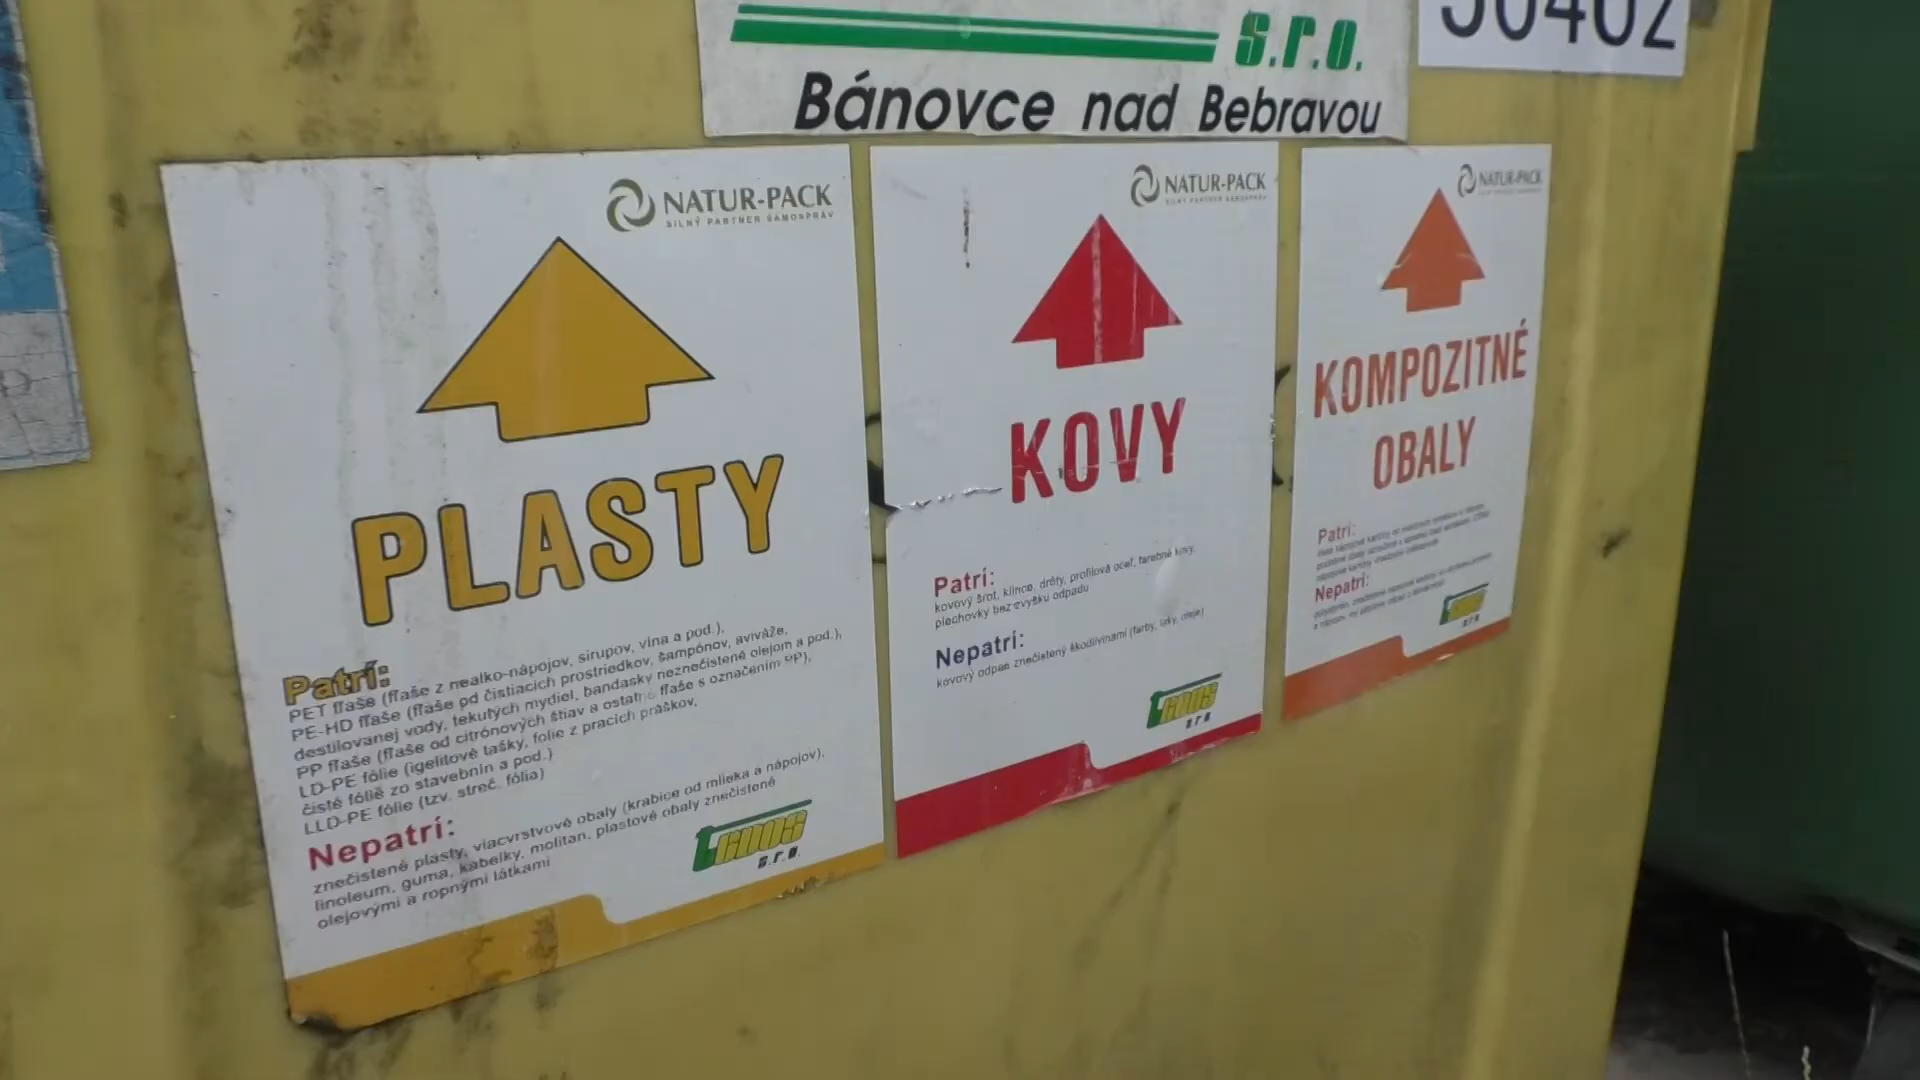 s.r.o.
Bánovce nad Bebravou
NATUR-PACK
SILNÝ PARTNER SAMOSPRÁV
PLASTY
Patrí:
PET fľaše (fľaše z nealko-nápojov, sirupov, vína a pod.),
PE-HD fľaše (fľaše od čistiacich prostriedkov, šampónov, aviváže,
destilovanej vody, tekutých mydiel, bandasky neznečistené olejom a pod.),
PP fľaše (fľaše od citrónových štiav a ostatné fľaše s označením PP),
LD-PE fólie (igelitové tašky, folie z pracích práškov,
čisté fólie zo stavebnín a pod.)
LLD-PE fólie (tzv. streč. fólia)
Nepatrí:
znečistené plasty, viacvrstvové obaly (krabice od mlieka a nápojov),
linoleum, guma, kabelky, molitan, plastové obaly znečistené
olejovými a ropnými látkami
s.r.o.
NATUR-PACK
SILNÝ PARTNER SAMOSPRÁV
KOVY
Patrí:
kovový šrot, klince, drôty, profilová oceľ, farebné kovy,
plechovky bez zvyšku odpadu
Nepatrí:
kovový odpad znečistený škodlivinami (farby, laky, oleje)
s.r.o.
NATUR-PACK
KOMPOZITNÉ
OBALY
Patrí:
Nepatrí:
s.r.o.